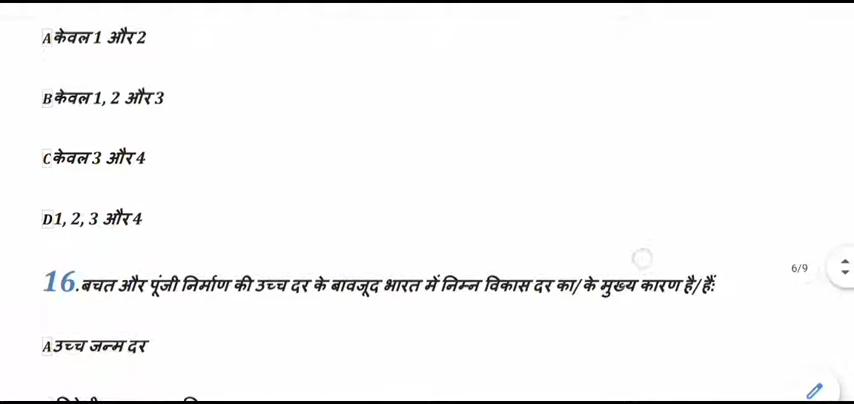 A केवल 1 और 2
B केवल 1, 2 और 3
C केवल 3 और 4
D 1, 2, 3 और 4
16. बचत और पूंजी निर्माण की उच्च दर के बावजूद भारत में निम्न विकास दर का/के मुख्य कारण है/हैं:
6/9
A उच्च जन्म दर